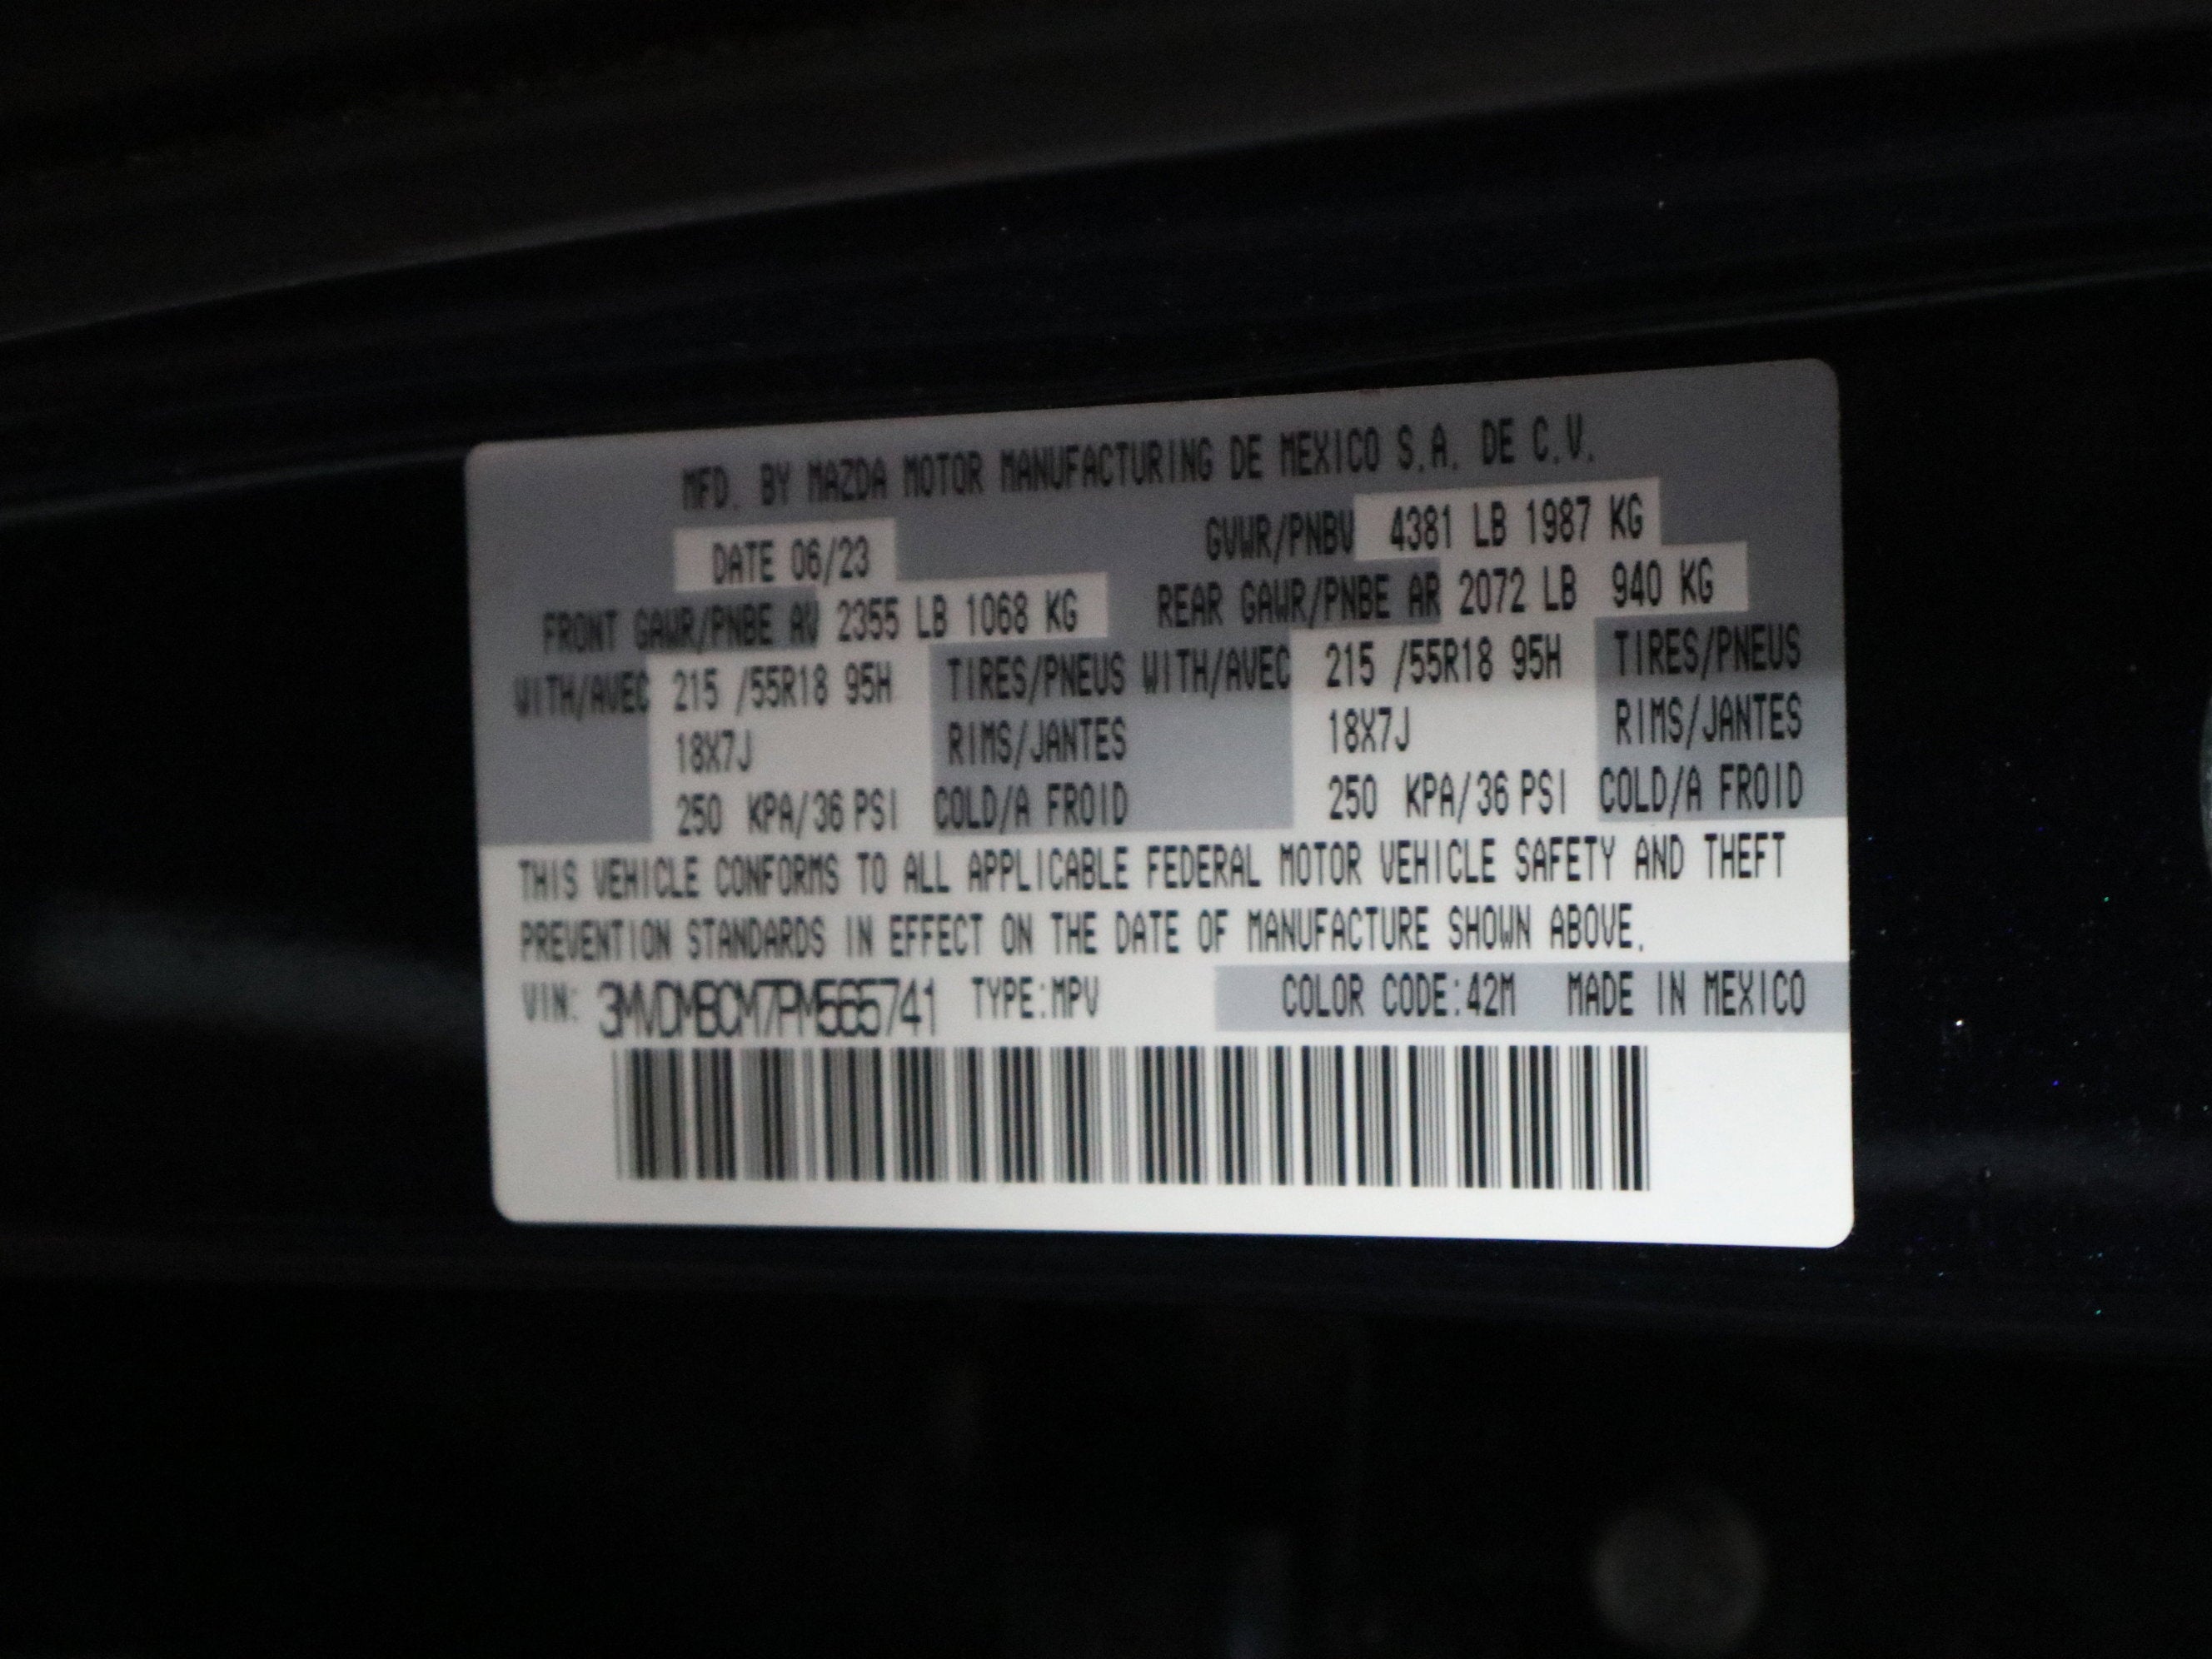 MFD. BY MAZDA MOTOR MANUFACTURING DE MEXICO S.A. DE C.V.
DATE 06/23 GVWR/PNBV 4381 LB 1987 KG
FRONT GAWR/PNBE AV 2355 LB 1068 KG REAR GAWR/PNBE AR 2072 LB 940 KG
WITH/AVEC 215 /55R18 95H TIRES/PNEUS WITH/AVEC 215 /55R18 95H TIRES/PNEUS
18X7J RIMS/JANTES 18X7J RIMS/JANTES
250 KPA/36 PSI COLD/A FROID 250 KPA/36 PSI COLD/A FROID
THIS VEHICLE CONFORMS TO ALL APPLICABLE FEDERAL MOTOR VEHICLE SAFETY AND THEFT
PREVENTION STANDARDS IN EFFECT ON THE DATE OF MANUFACTURE SHOWN ABOVE.
VIN: 3MVDMBCM7PM565741 TYPE:MPV COLOR CODE:42M MADE IN MEXICO